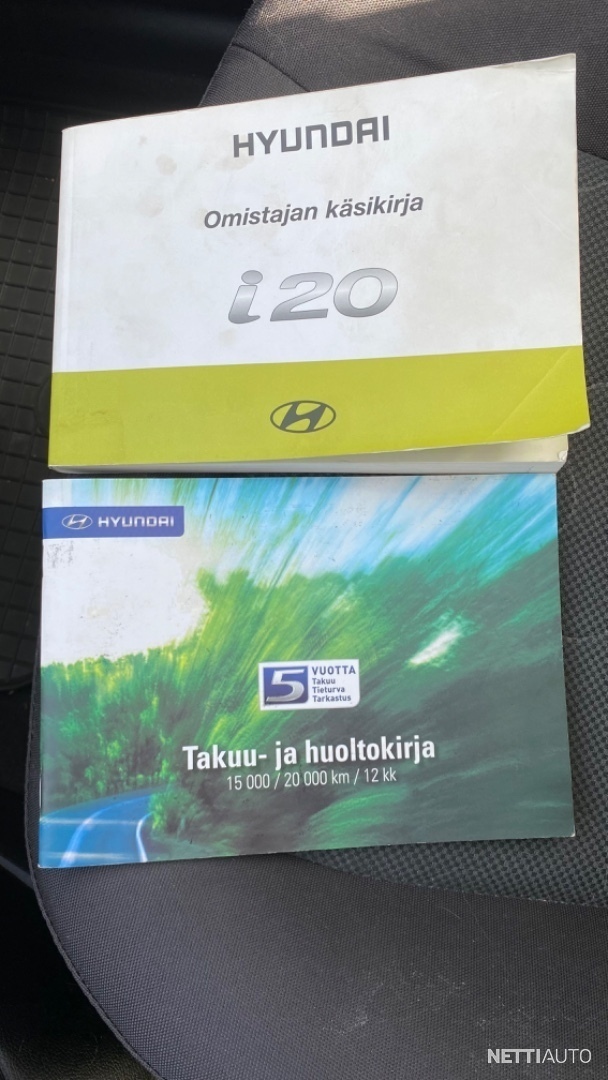 HYUNDAI
Omistajan käsikirja
i20
HYUNDAI
5 VUOTTA
Takuu
Tieturva
Tarkastus
Takuu- ja huoltokirja
15 000 / 20 000 km / 12 kk
NETTIAUTO